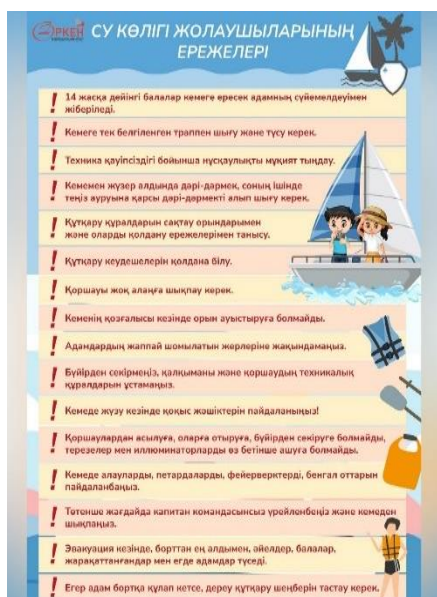 ӨРКЕН
СУ КӨЛІГІ ЖОЛАУШЫЛАРЫНЫҢ
ЕРЕЖЕЛЕРІ
! 14 жасқа дейінгі балалар кемеге ересек адамның сүйемелдеуімен
жіберіледі.
! Кемеге тек белгіленген траппен шығу және түсу керек.
! Техника қауіпсіздігі бойынша нұсқаулықты мұқият тыңдау.
! Кемемен жүзер алдында дәрі-дәрмек, соның ішінде
теңіз ауруына қарсы дәрі-дәрмекті алып шығу керек.
! Құтқару құралдарын сақтау орындарымен
және оларды қолдану ережелерімен танысу.
! Құтқару кеудешелерін қолдана білу.
! Қоршауы жоқ алаңға шықпау керек.
! Кеменің қозғалысы кезінде орын ауыстыруға болмайды.
! Адамдардың жаппай шомылатын жерлеріне жақындамаңыз.
! Бүйірден секірмеңіз, қалқыманы және қоршаудың техникалық
құралдарын ұстамаңыз.
! Кемеде жүзу кезінде қоқыс жәшіктерін пайдаланыңыз!
! Қоршаулардан асылуға, оларға отыруға, бүйірден секіруге болмайды,
терезелер мен иллюминаторларды өз бетінше ашуға болмайды.
! Кемеде алауларды, петардаларды, фейерверктерді, бенгал оттарын
пайдаланбаңыз.
! Төтенше жағдайда капитан командасынсыз үрейленбеңіз және кемеден
шықпаңыз.
! Эвакуация кезінде, борттан ең алдымен, әйелдер, балалар,
жарақаттанғандар мен егде адамдар түседі.
! Егер адам бортқа құлап кетсе, дереу құтқару шеңберін тастау керек.